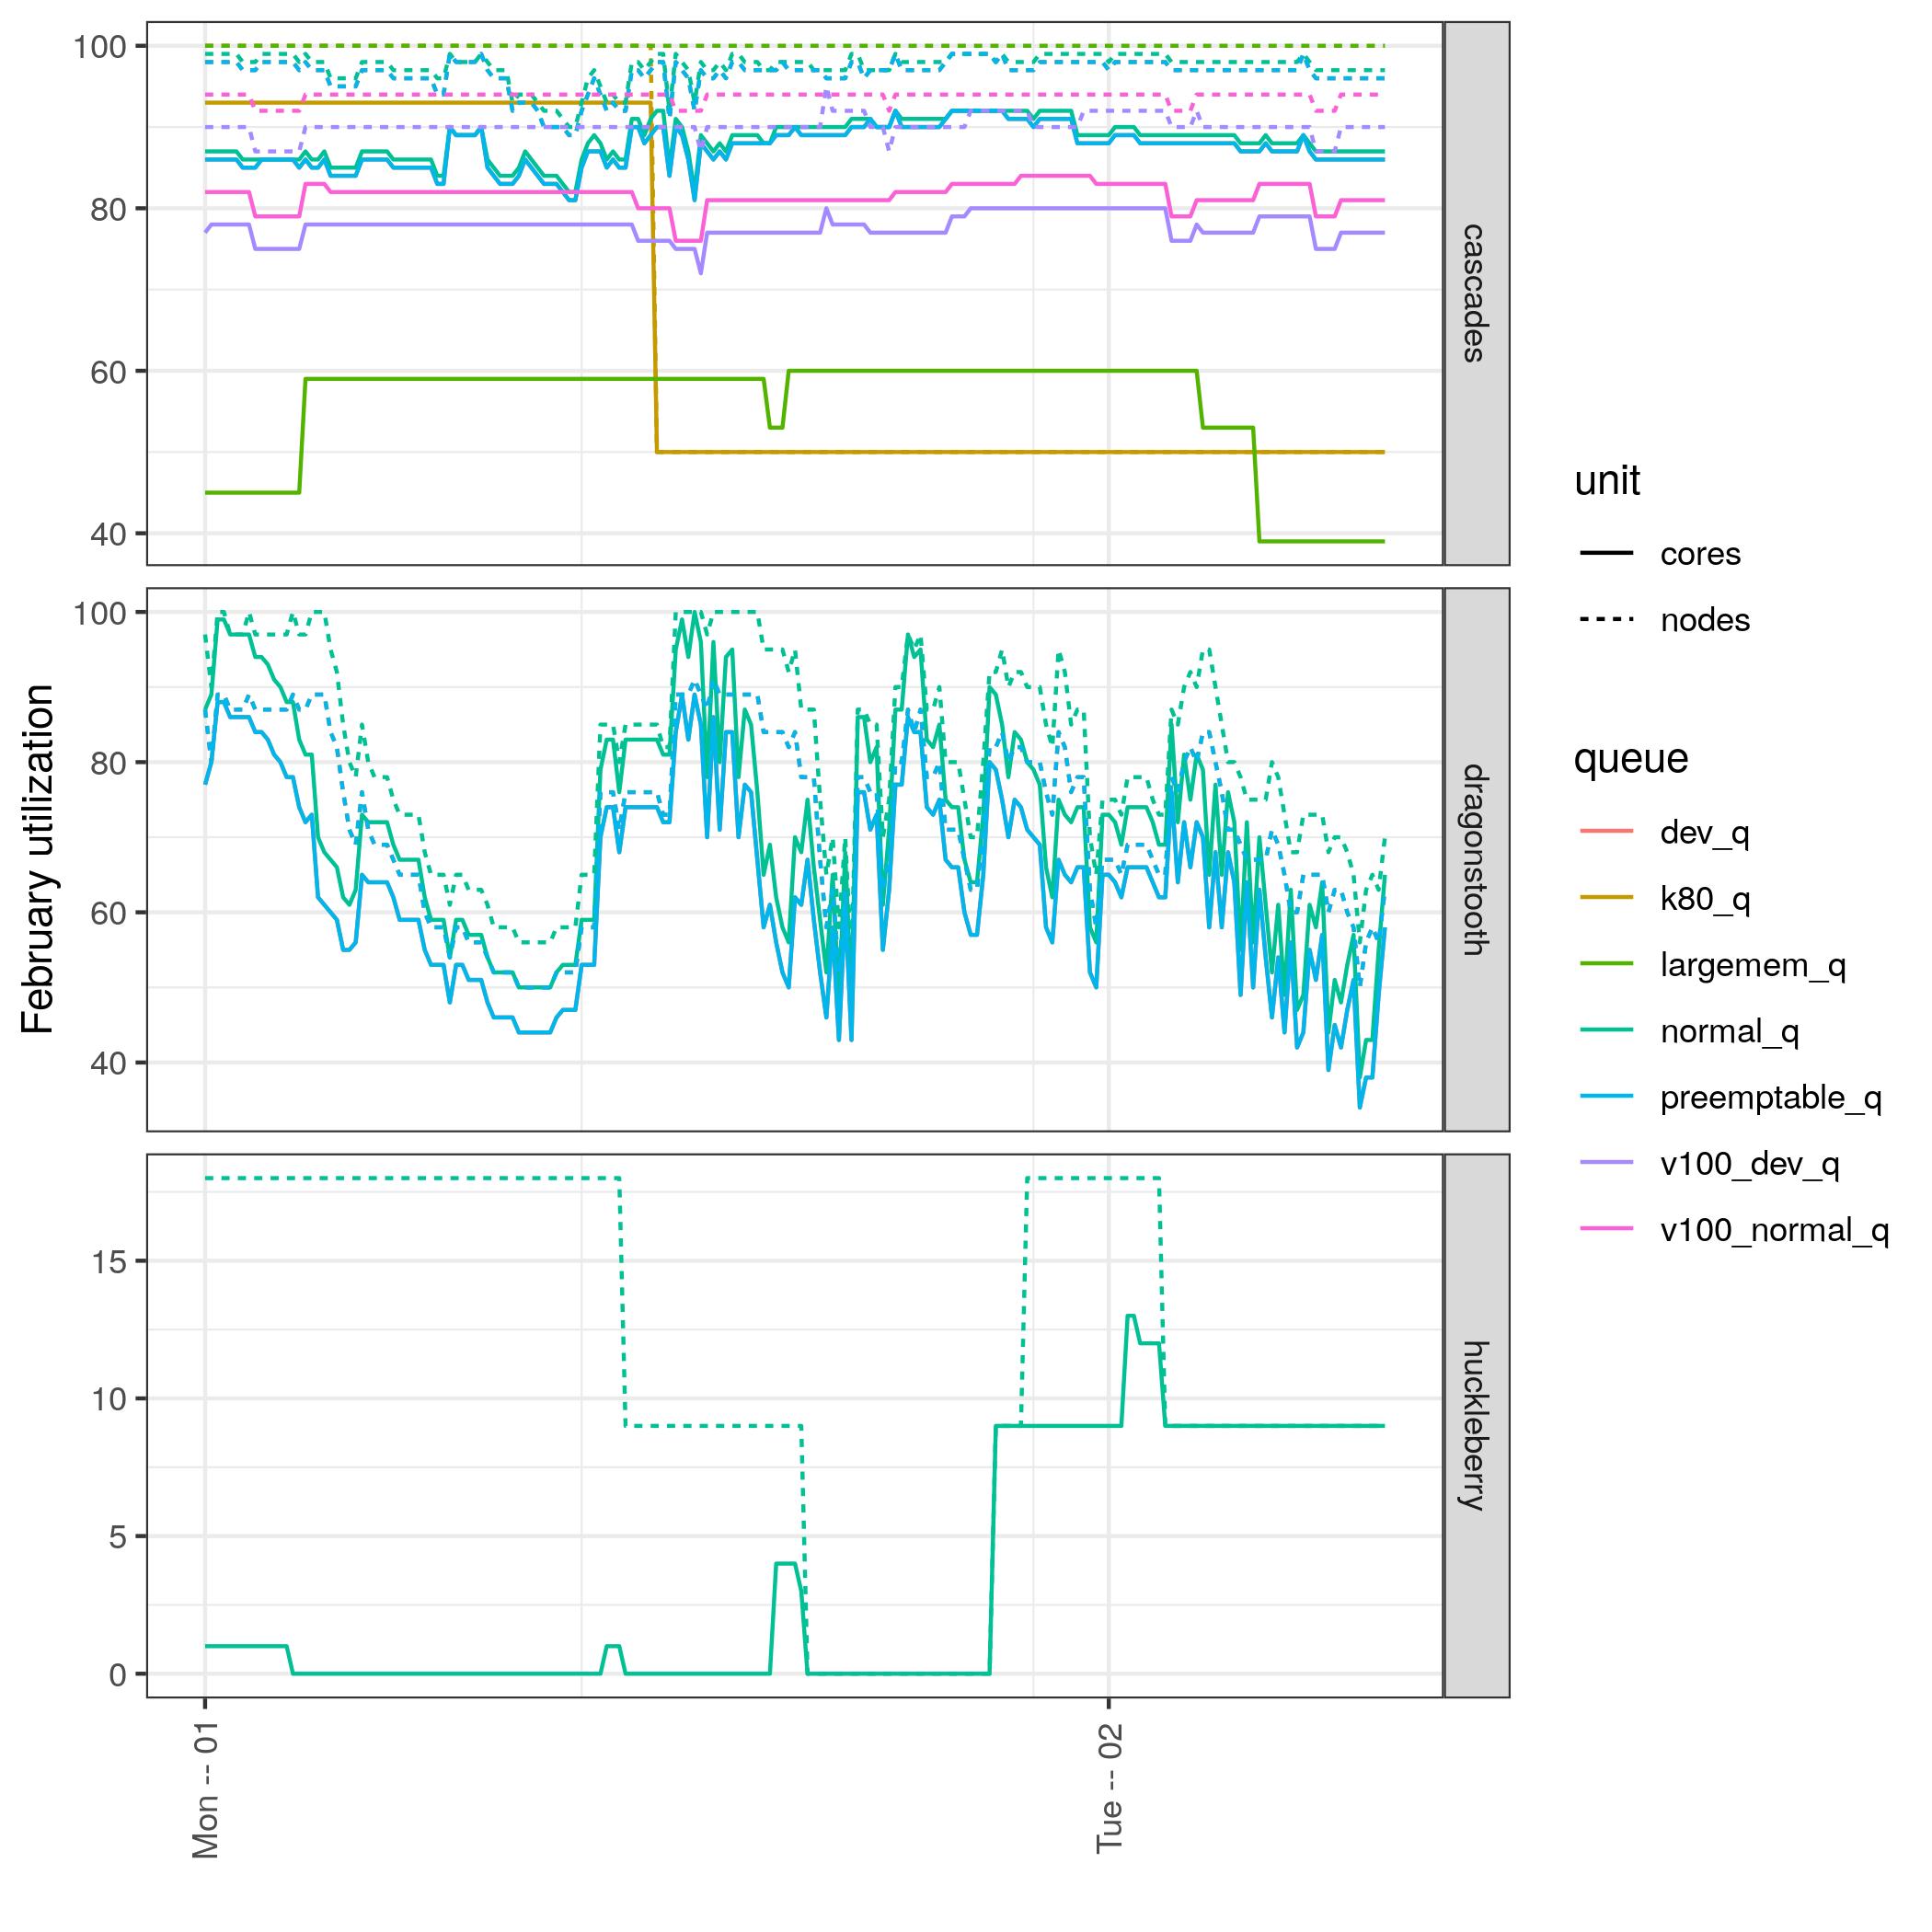 February utilization
100
80
60
40
cascades
100
80
60
40
dragonstooth
15
10
5
0
huckleberry
Mon -- 01
Tue -- 02
unit
cores
nodes
queue
dev_q
k80_q
largemem_q
normal_q
preemptable_q
v100_dev_q
v100_normal_q